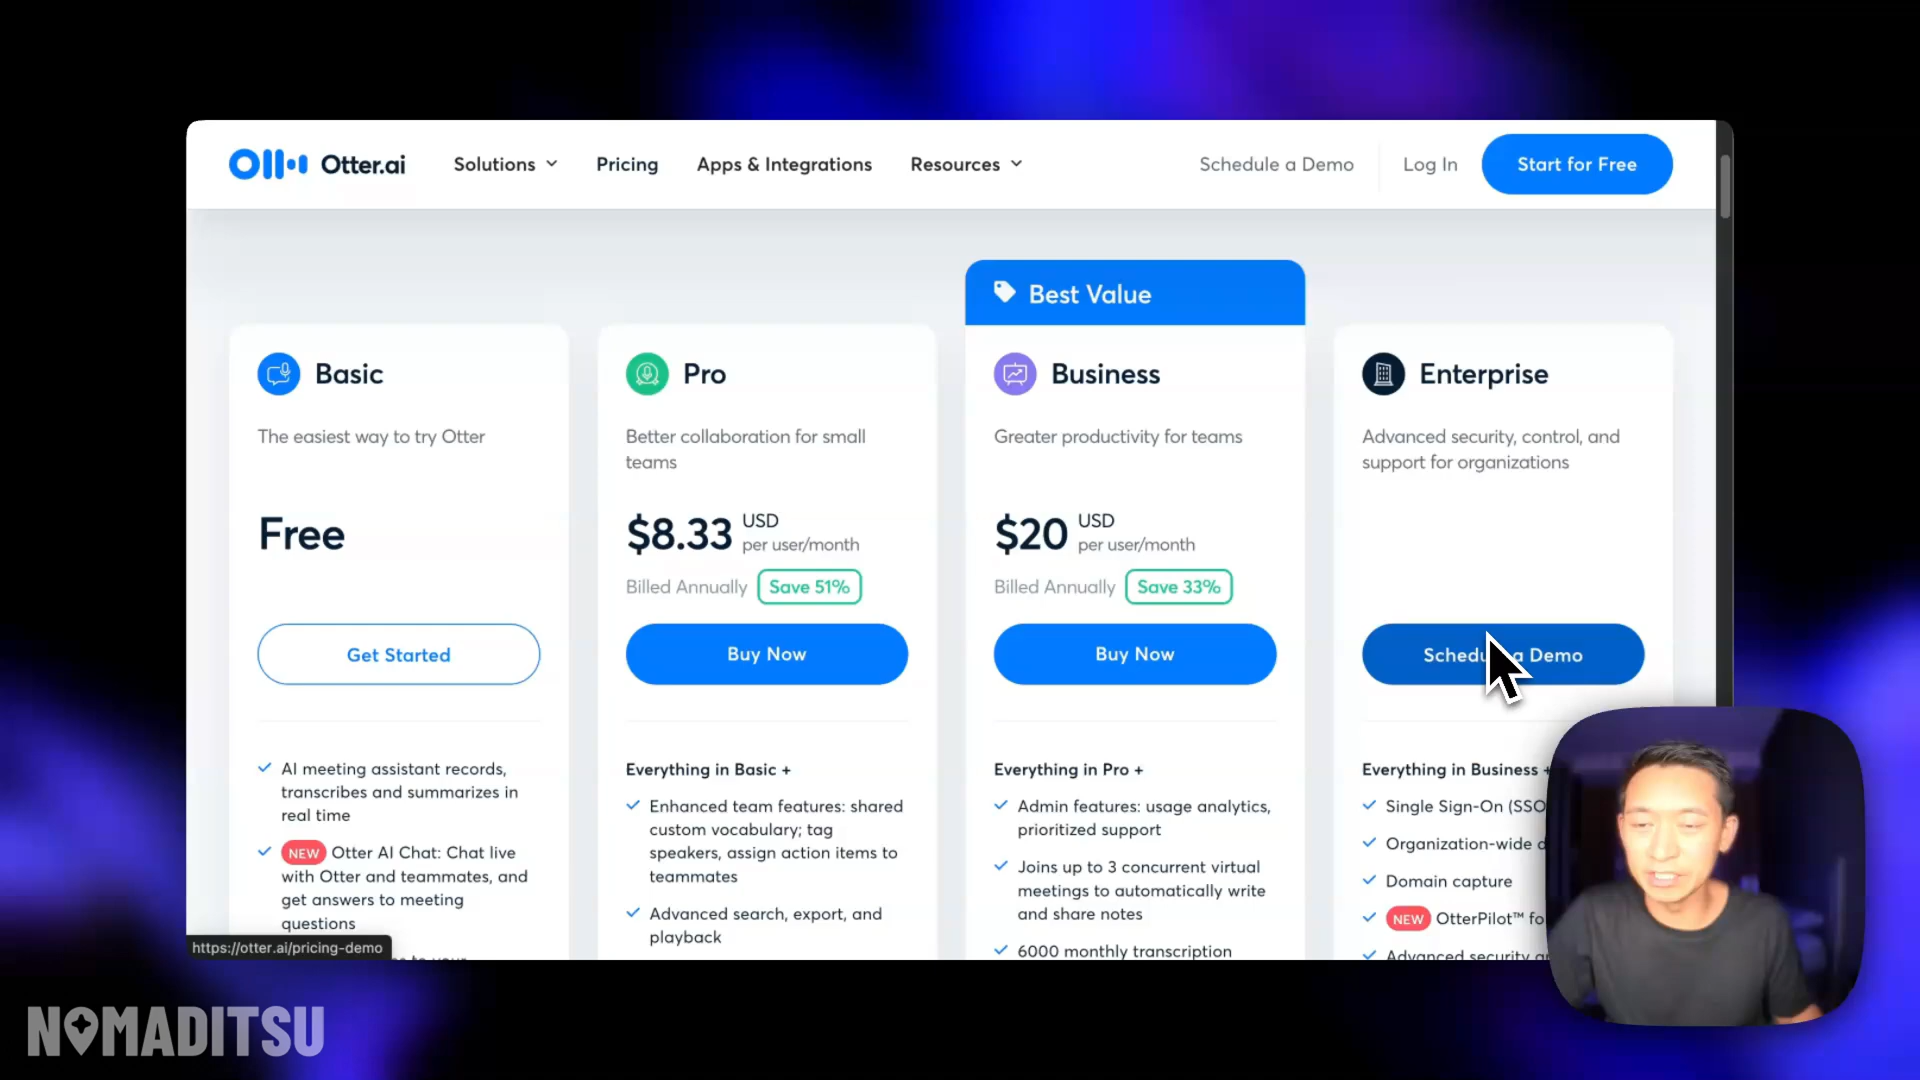 Otter.ai
Solutions
Pricing
Apps & Integrations
Resources
Schedule a Demo
Log In
Start for Free
Best Value
Basic
The easiest way to try Otter
Free
Get Started
AI meeting assistant records,
transcribes and summarizes in
real time
NEW Otter AI Chat: Chat live
with Otter and teammates, and
get answers to meeting
questions
Pro
Better collaboration for small
teams
$8.33 USD
per user/month
Billed Annually Save 51%
Buy Now
Everything in Basic +
Enhanced team features: shared
custom vocabulary; tag
speakers, assign action items to
teammates
Advanced search, export, and
playback
Business
Greater productivity for teams
$20 USD
per user/month
Billed Annually Save 33%
Buy Now
Everything in Pro +
Admin features: usage analytics,
prioritized support
Joins up to 3 concurrent virtual
meetings to automatically write
and share notes
6000 monthly transcription
Enterprise
Advanced security, control, and
support for organizations
Schedule a Demo
Everything in Business +
Single Sign-On (SSO
Organization-wide
Domain capture
NEW OtterPilot™
Advanced security
https://otter.ai/pricing-demo
NOMADITSU